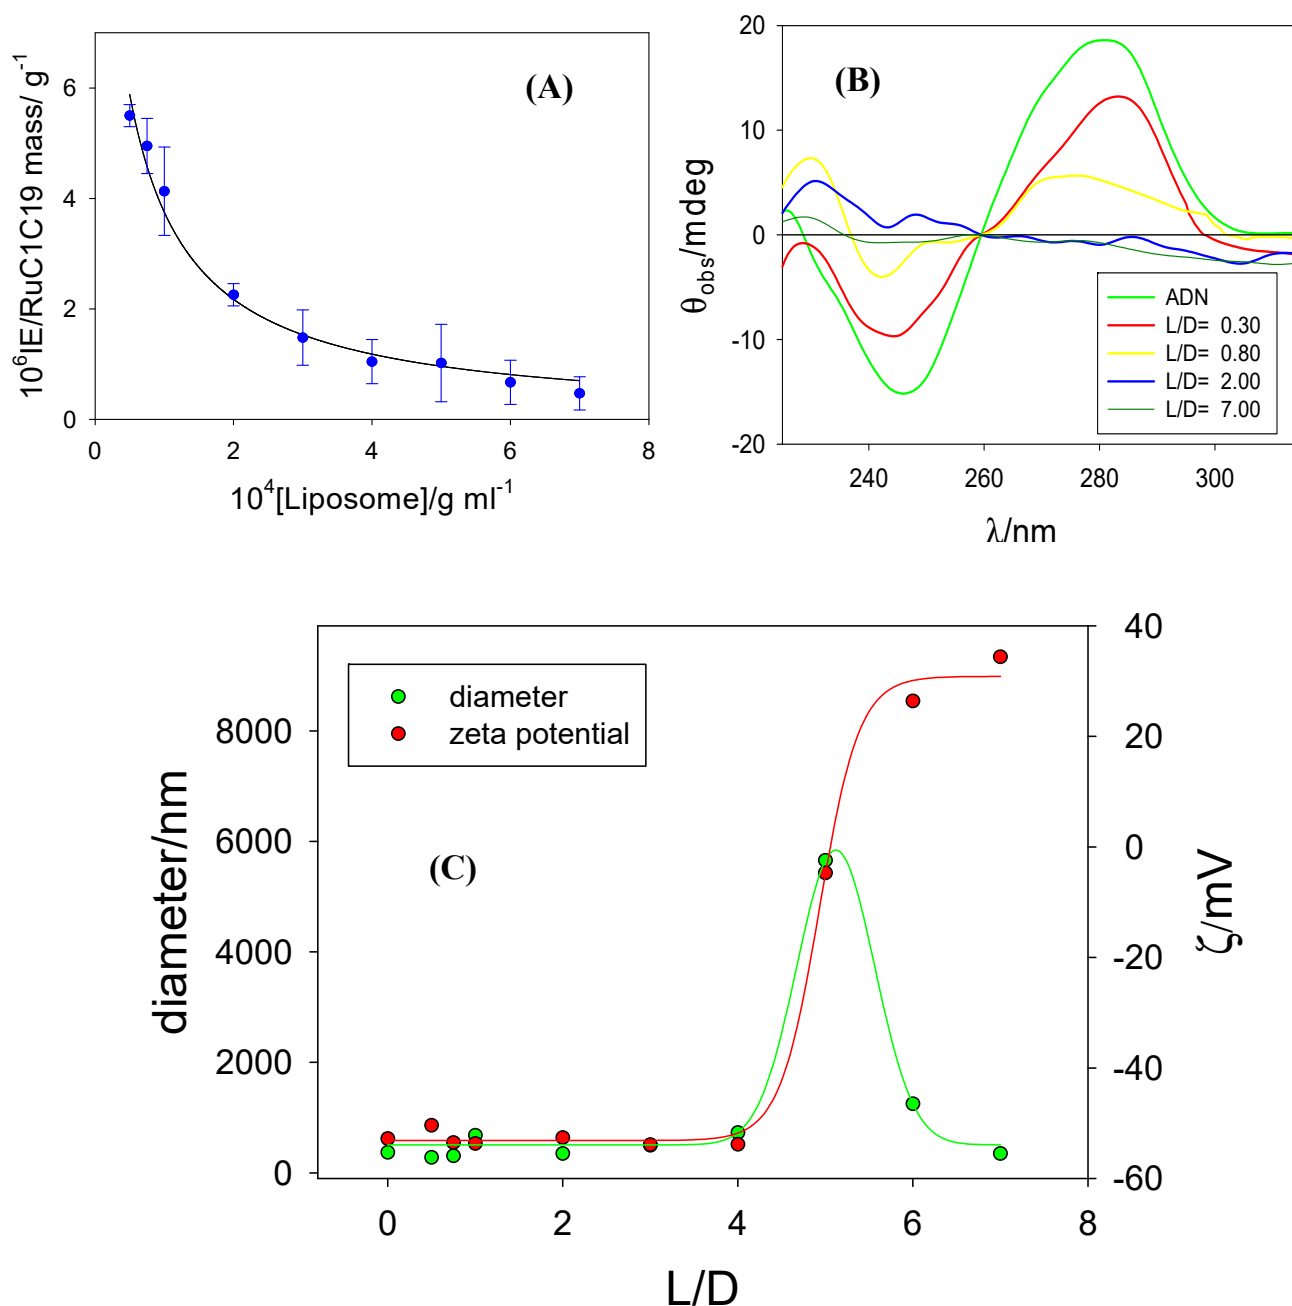 (A)
10⁶IE/RuC1C19 mass/ g⁻¹
6
4
2
0
0 2 4 6 8
10⁴[Liposome]/g ml⁻¹
(B)
θobs/mdeg
20
10
0
-10
-20
ADN
L/D= 0.30
L/D= 0.80
L/D= 2.00
L/D= 7.00
240 260 280 300
λ/nm
(C)
diameter
zeta potential
diameter/nm
8000
6000
4000
2000
0
40
20
0
-20
-40
-60
ζ/mV
0 2 4 6 8
L/D